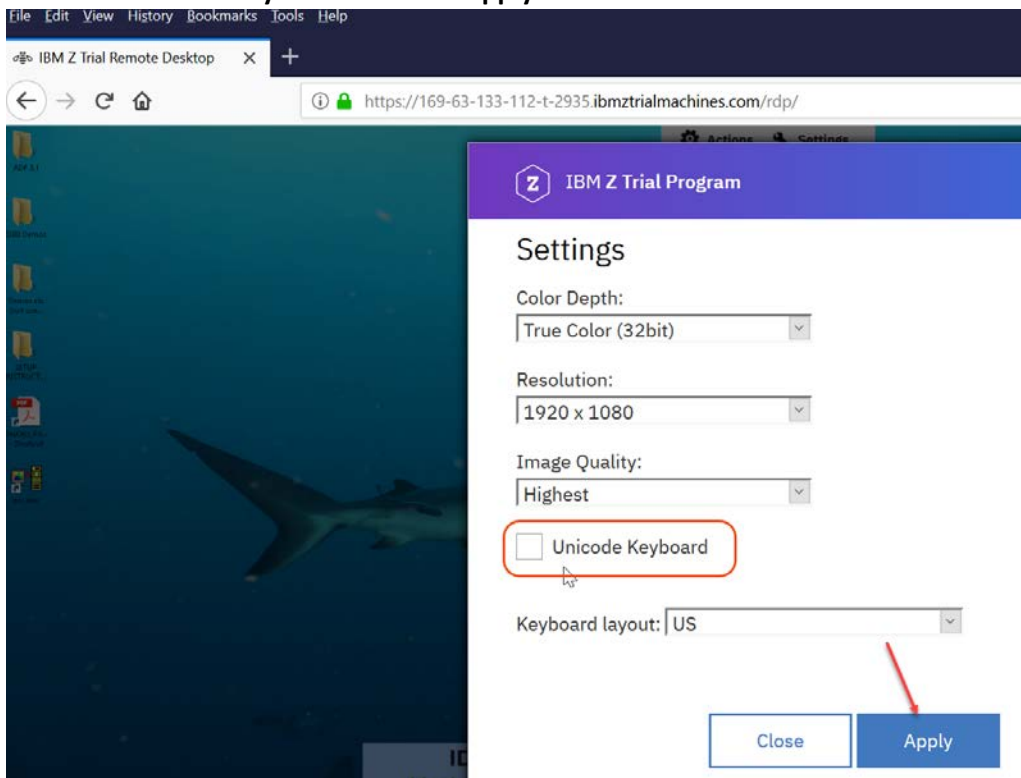 File Edit View History Bookmarks Tools Help
IBM Z Trial Remote Desktop
https://169-63-133-112-t-2935.ibmztrialmachines.com/rdp/
Actions Settings
Z IBM Z Trial Program
Settings
Color Depth:
True Color (32bit)
Resolution:
1920 x 1080
Image Quality:
Highest
Unicode Keyboard
Keyboard layout: US
Close Apply